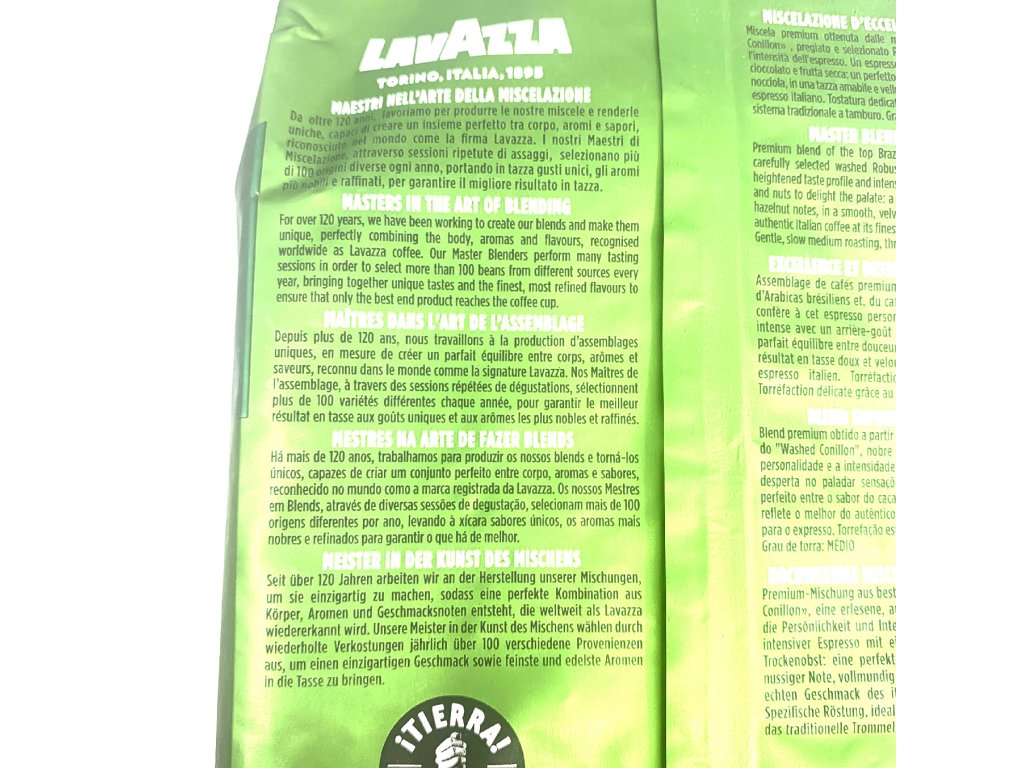 LAVAZZA
TORINO, ITALIA, 1895
MAESTRI NELL'ARTE DELLA MISCELAZIONE
Da oltre 120 anni, lavoriamo per produrre le nostre miscele e renderle
uniche, capaci di creare un insieme perfetto tra corpo, aromi e sapori,
riconosciuto nel mondo come la firma Lavazza. I nostri Maestri di
Miscelazione, attraverso sessioni ripetute di assaggi, selezionano più
di 100 origini diverse ogni anno, portando in tazza gusti unici, gli aromi
più nobili e raffinati, per garantire il migliore risultato in tazza.
MASTERS IN THE ART OF BLENDING
For over 120 years, we have been working to create our blends and make them
unique, perfectly combining the body, aromas and flavours, recognised
worldwide as Lavazza coffee. Our Master Blenders perform many tasting
sessions in order to select more than 100 beans from different sources every
year, bringing together unique tastes and the finest, most refined flavours to
ensure that only the best end product reaches the coffee cup.
MAÎTRES DANS L'ART DE L'ASSEMBLAGE
Depuis plus de 120 ans, nous travaillons à la production d'assemblages
uniques, en mesure de créer un parfait équilibre entre corps, arômes et
saveurs, reconnu dans le monde comme la signature Lavazza. Nos Maîtres de
l'assemblage, à travers des sessions répétées de dégustations, sélectionnent
plus de 100 variétés différentes chaque année, pour garantir le meilleur
résultat en tasse aux goûts uniques et aux arômes les plus nobles et raffinés.
MESTRES NA ARTE DE FAZER BLENDS
Há mais de 120 anos, trabalhamos para produzir os nossos blends e torná-los
únicos, capazes de criar um conjunto perfeito entre corpo, aromas e sabores,
reconhecido no mundo como a marca registrada da Lavazza. Os nossos Mestres
em Blends, através de diversas sessões de degustação, selecionam mais de 100
origens diferentes por ano, levando à xícara sabores únicos, os aromas mais
nobres e refinados para garantir o que há de melhor.
MEISTER IN DER KUNST DES MISCHENS
Seit über 120 Jahren arbeiten wir an der Herstellung unserer Mischungen,
um sie einzigartig zu machen, sodass eine perfekte Kombination aus
Körper, Aromen und Geschmacksnoten entsteht, die weltweit als Lavazza
wiedererkannt wird. Unsere Meister in der Kunst des Mischens wählen durch
wiederholte Verkostungen jährlich über 100 verschiedene Provenienzen
aus, um einen einzigartigen Geschmack sowie feinste und edelste Aromen
in die Tasse zu bringen.
¡TIERRA!
MISCELAZIONE D'ECCE
Miscela premium ottenuta dalle
Conillon», pregiato e selezionato
l'intensità dell'espresso. Un espress
cioccolato e frutta secca: un perfetto
nocciola, in una tazza amabile e vell
espresso italiano. Tostatura dedica
sistema tradizionale a tamburo. Gr
MASTER BLEN
Premium blend of the top Braz
carefully selected washed Robus
heightened taste profile and inten
and nuts to delight the palate: a
hazelnut notes, in a smooth, velv
authentic Italian coffee at its fines
Gentle, slow medium roasting, thr
EXCELLENCE ET
Assemblage de cafés premium
d'Arabicas brésiliens et, du ca
confère à cet espresso person
intense avec un arrière-goût
parfait équilibre entre douceur
résultat en tasse doux et velou
espresso italien. Torréfactio
Torréfaction délicate grâce au
BLEND
Blend premium obtido a partir
do "Washed Conillon", nobre
personalidade e a intensidade
desperta no paladar sensaçõ
perfeito entre o sabor do caca
reflete o melhor do autêntico
para o expresso. Torrefação es
Grau de torra: MÉDIO
Premium-Mischung aus best
Conillon», eine erlesene, a
die Persönlichkeit und Inte
intensiver Espresso mit e
Trockenobst: eine perfekt
nussiger Note, vollmundig
echten Geschmack des i
Spezifische Röstung, ideal
das traditionelle Trommel